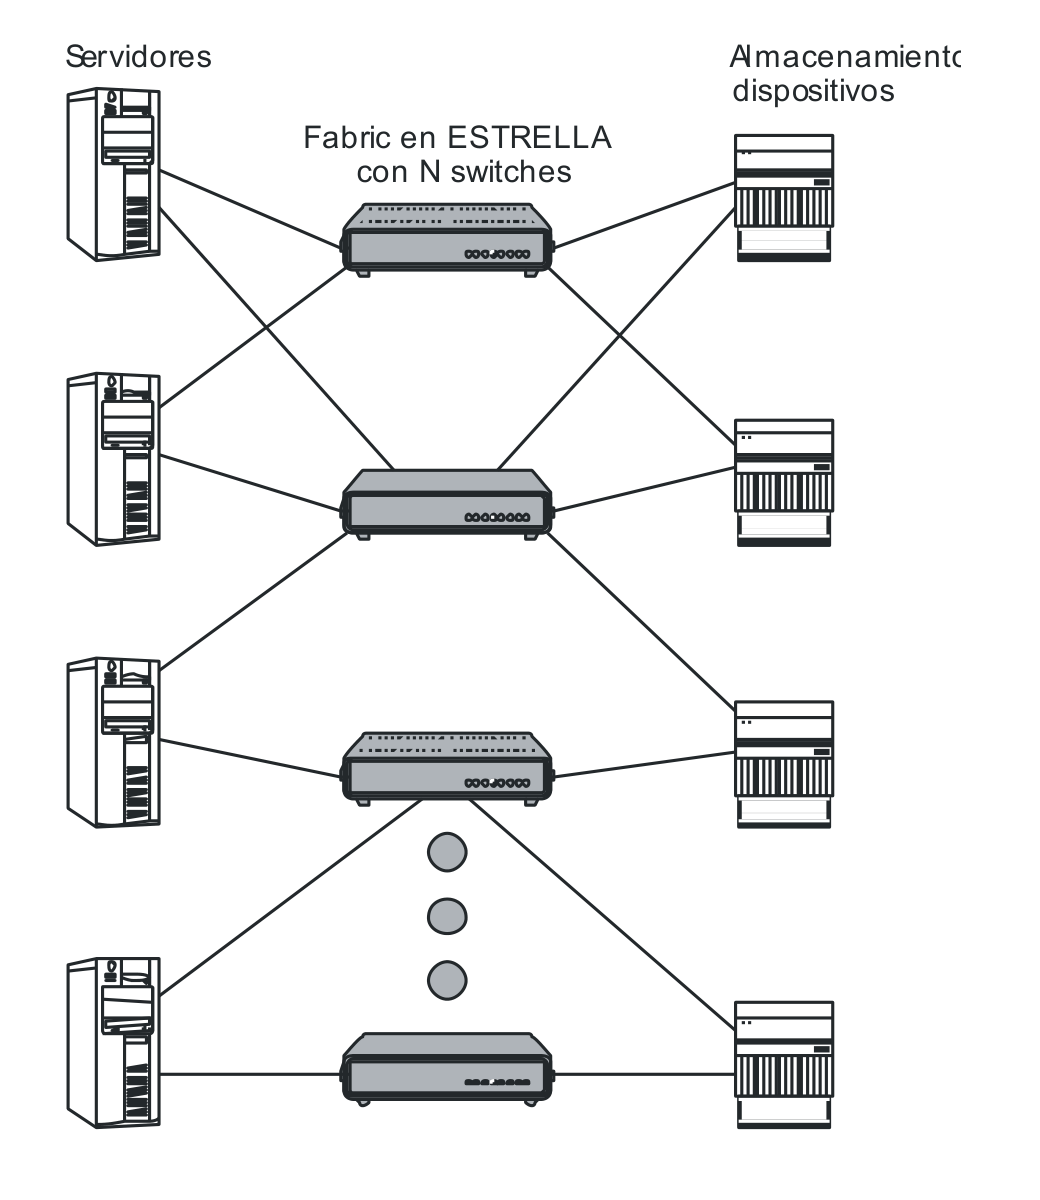 Servidores
Almacenamiento
dispositivos
Fabric en ESTRELLA
con N switches